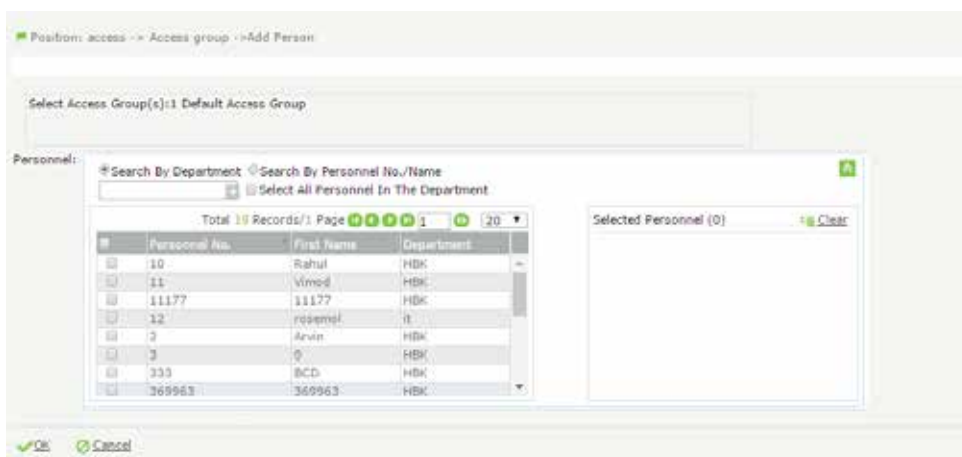 Position: access -> Access group ->Add Person
Select Access Group(s):1 Default Access Group
Personnel:
Search By Department Search By Personnel No./Name
Select All Personnel In The Department
Total 19 Records/1 Page 1 20
Selected Personnel (0) Clear
Personnel No. First Name Department
10 Rahul HBK
11 Vimod HBK
11177 11177 HBK
12 rosemol it
2 Arvin HBK
3 9 HBK
333 BCD HBK
369963 369963 HBK
OK Cancel